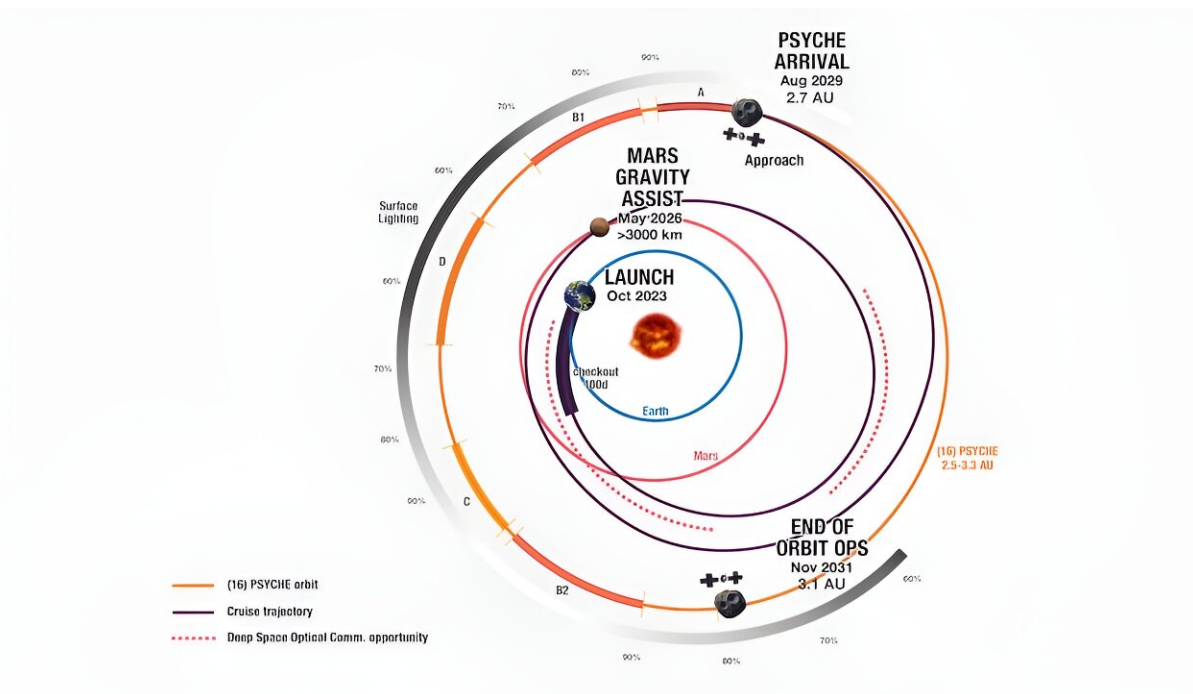 PSYCHE
ARRIVAL
Aug 2029
2.7 AU
90%
80%
70%
60%
A
B1
Approach
MARS
GRAVITY
ASSIST
May 2026
>3000 km
Surface
Lighting
D
60%
LAUNCH
Oct 2023
checkout
100d
70%
Earth
80%
Mars
(16) PSYCHE
2.5-3.3 AU
90%
C
END OF
ORBIT OPS
Nov 2031
3.1 AU
60%
B2
(16) PSYCHE orbit
Cruise trajectory
Deep Space Optical Comm. opportunity
70%
90%
80%